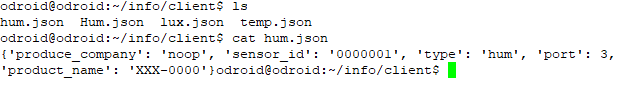 odroid@odroid:~/info/client$ ls
hum.json  Hum.json  lux.json  temp.json
odroid@odroid:~/info/client$ cat hum.json
{'produce_company': 'noop', 'sensor_id': '0000001', 'type': 'hum', 'port': 3,
'product_name': 'XXX-0000'}odroid@odroid:~/info/client$